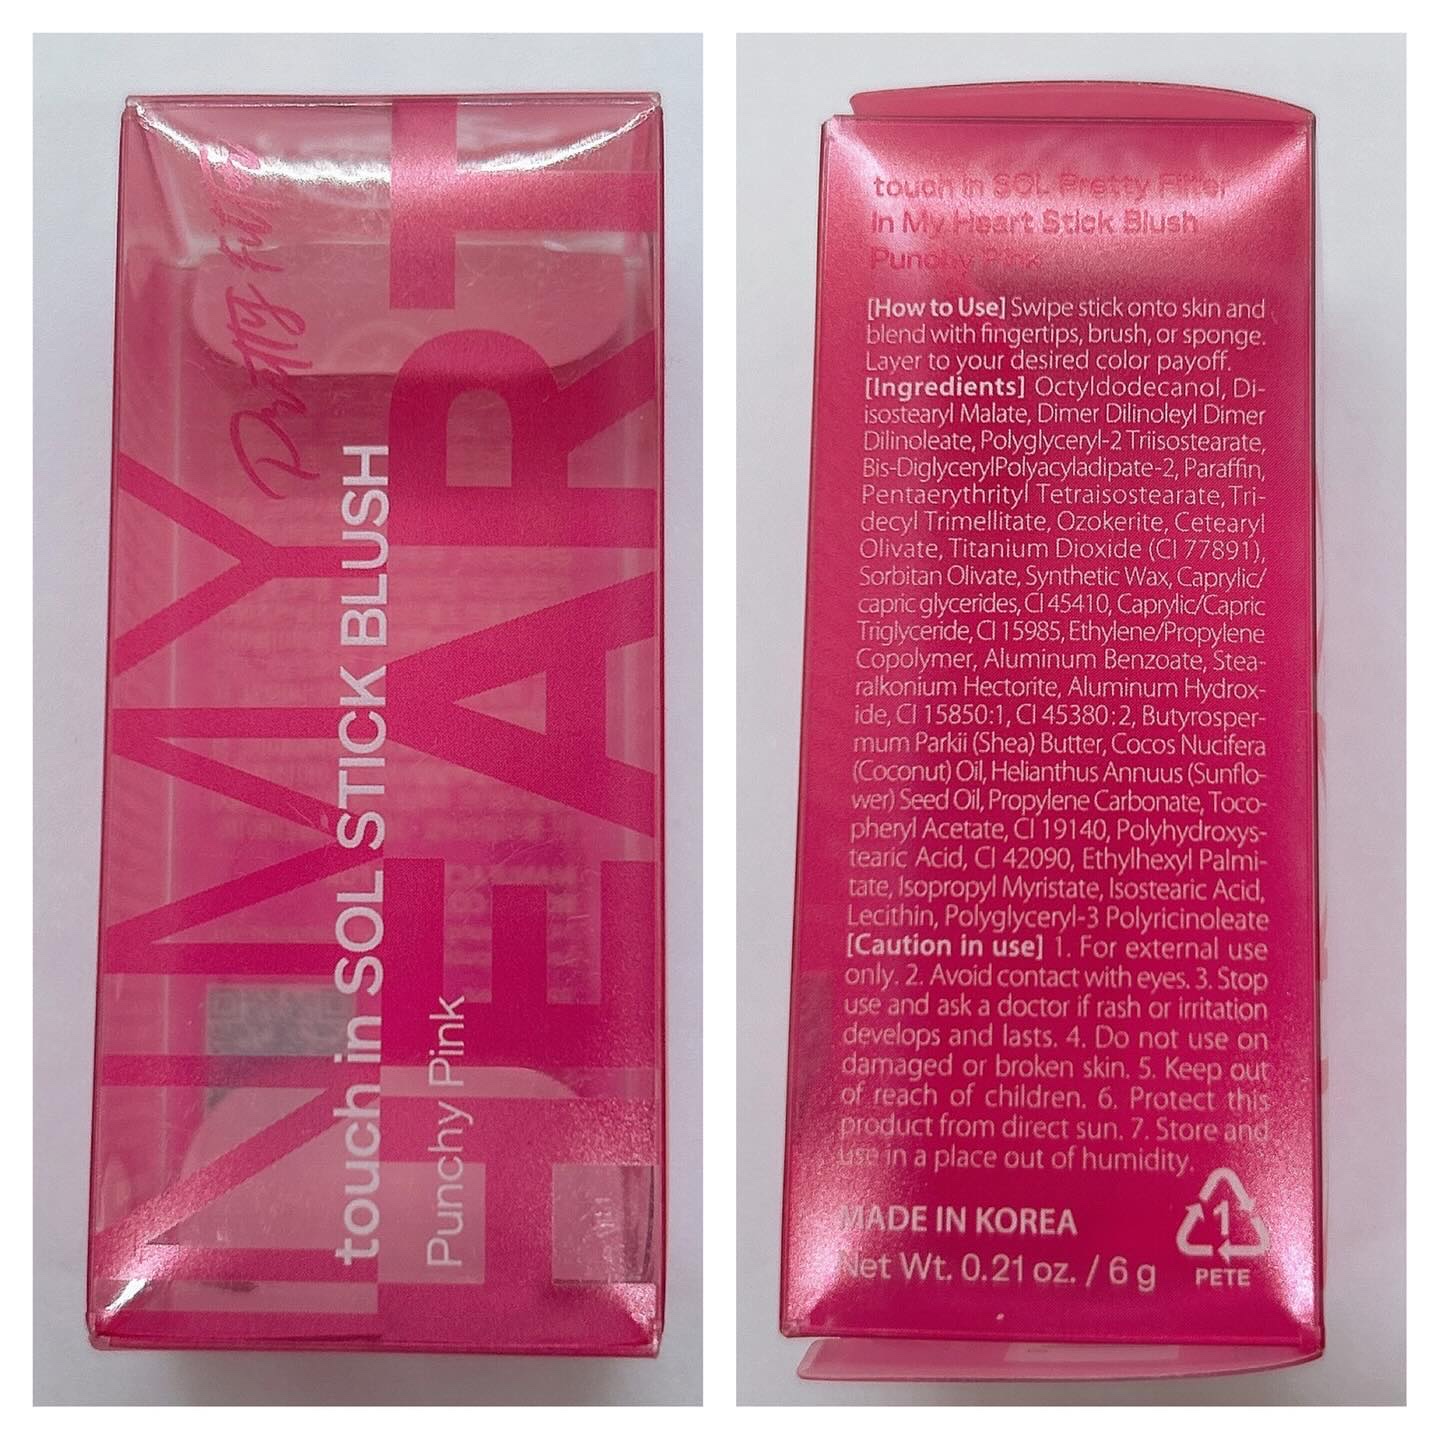 IN MY
HEART
Pretty Filter
touch in SOL STICK BLUSH
Punchy Pink
touch in SOL Pretty Filter
In My Heart Stick Blush
Punchy Pink
[How to Use] Swipe stick onto skin and
blend with fingertips, brush, or sponge.
Layer to your desired color payoff.
[Ingredients] Octyldodecanol, Di-
isostearyl Malate, Dimer Dilinoleyl Dimer
Dilinoleate, Polyglyceryl-2 Triisostearate,
Bis-DiglycerylPolyacyladipate-2, Paraffin,
Pentaerythrityl Tetraisostearate, Tri-
decyl Trimellitate, Ozokerite, Cetearyl
Olivate, Titanium Dioxide (CI 77891),
Sorbitan Olivate, Synthetic Wax, Caprylic/
capric glycerides, CI 45410, Caprylic/Capric
Triglyceride, CI 15985, Ethylene/Propylene
Copolymer, Aluminum Benzoate, Stea-
ralkonium Hectorite, Aluminum Hydrox-
ide, CI 15850:1, CI 45380:2, Butyrosper-
mum Parkii (Shea) Butter, Cocos Nucifera
(Coconut) Oil, Helianthus Annuus (Sunflo-
wer) Seed Oil, Propylene Carbonate, Toco-
pheryl Acetate, CI 19140, Polyhydroxys-
tearic Acid, CI 42090, Ethylhexyl Palmi-
tate, Isopropyl Myristate, Isostearic Acid,
Lecithin, Polyglyceryl-3 Polyricinoleate
[Caution in use] 1. For external use
only. 2. Avoid contact with eyes. 3. Stop
use and ask a doctor if rash or irritation
develops and lasts. 4. Do not use on
damaged or broken skin. 5. Keep out
of reach of children. 6. Protect this
product from direct sun. 7. Store and
use in a place out of humidity.
MADE IN KOREA
Net Wt. 0.21 oz. / 6 g
1
PETE